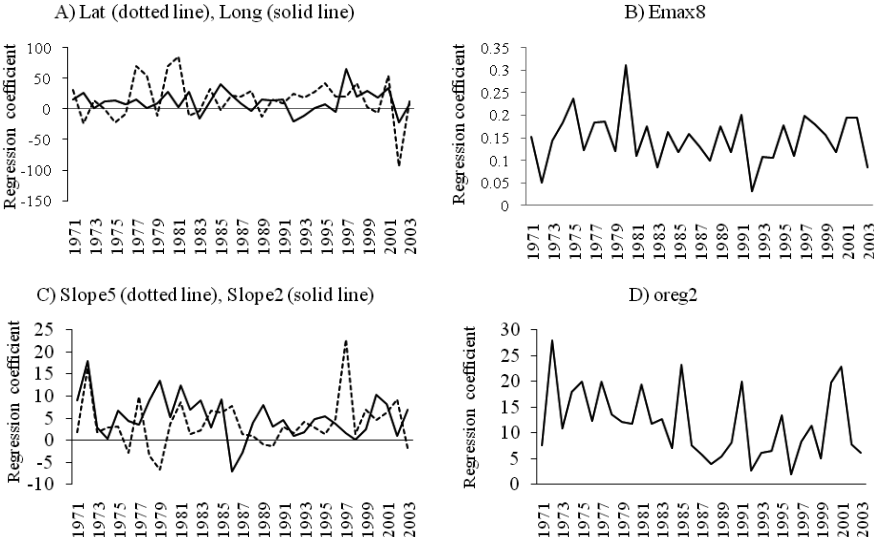 A) Lat (dotted line), Long (solid line)
Regression coefficient
100
50
0
-50
-100
-150
1971 1973 1975 1977 1979 1981 1983 1985 1987 1989 1991 1993 1995 1997 1999 2001 2003
B) Emax8
Regression coefficient
0.35
0.3
0.25
0.2
0.15
0.1
0.05
0
1971 1973 1975 1977 1979 1981 1983 1985 1987 1989 1991 1993 1995 1997 1999 2001 2003
C) Slope5 (dotted line), Slope2 (solid line)
Regression coefficient
25
20
15
10
5
0
-5
-10
1971 1973 1975 1977 1979 1981 1983 1985 1987 1989 1991 1993 1995 1997 1999 2001 2003
D) oreg2
Regression coefficient
30
25
20
15
10
5
0
1971 1973 1975 1977 1979 1981 1983 1985 1987 1989 1991 1993 1995 1997 1999 2001 2003